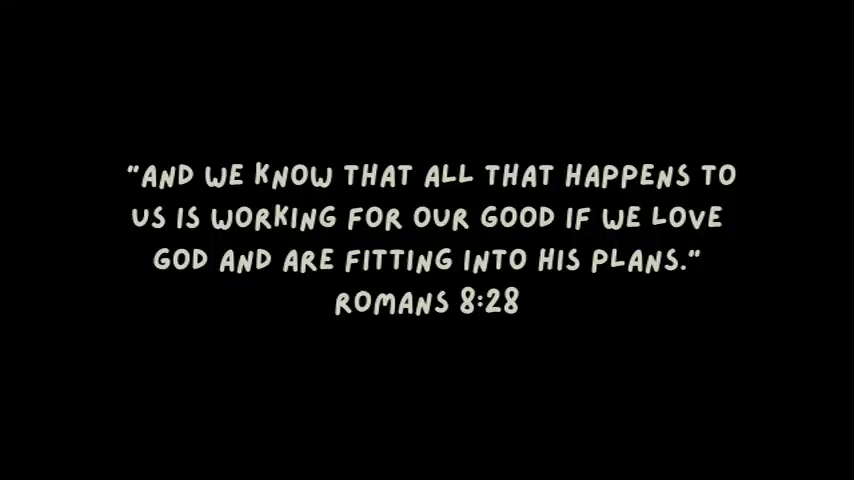 "AND WE KNOW THAT ALL THAT HAPPENS TO
US IS WORKING FOR OUR GOOD IF WE LOVE
GOD AND ARE FITTING INTO HIS PLANS."
ROMANS 8:28